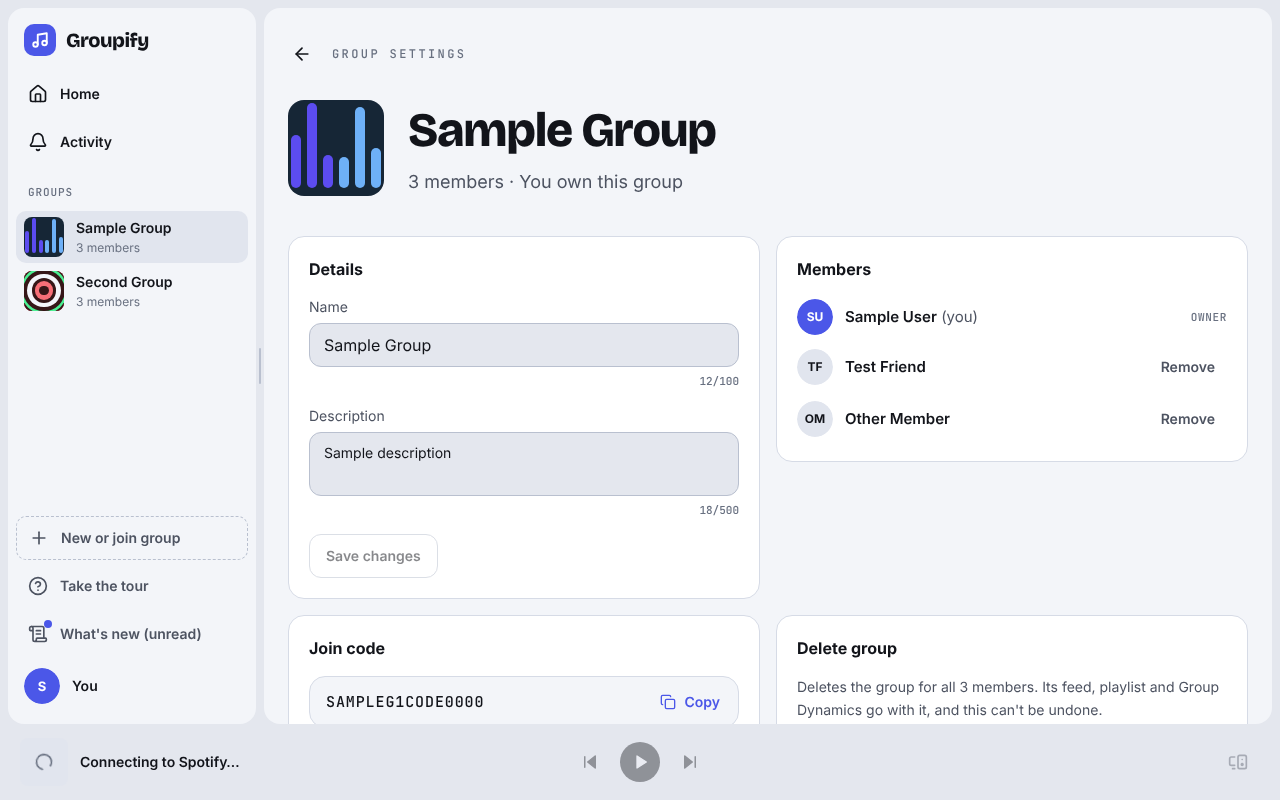 Groupify
Home
Activity
GROUPS
Sample Group
3 members
Second Group
3 members
New or join group
Take the tour
What's new (unread)
S
You
GROUP SETTINGS
Sample Group
3 members · You own this group
Details
Name
Sample Group
12/100
Description
Sample description
18/500
Save changes
Members
SU
Sample User (you)
OWNER
TF
Test Friend
Remove
OM
Other Member
Remove
Join code
SAMPLEG1CODE0000
Copy
Delete group
Deletes the group for all 3 members. Its feed, playlist and Group
Dynamics go with it, and this can't be undone.
Connecting to Spotify...